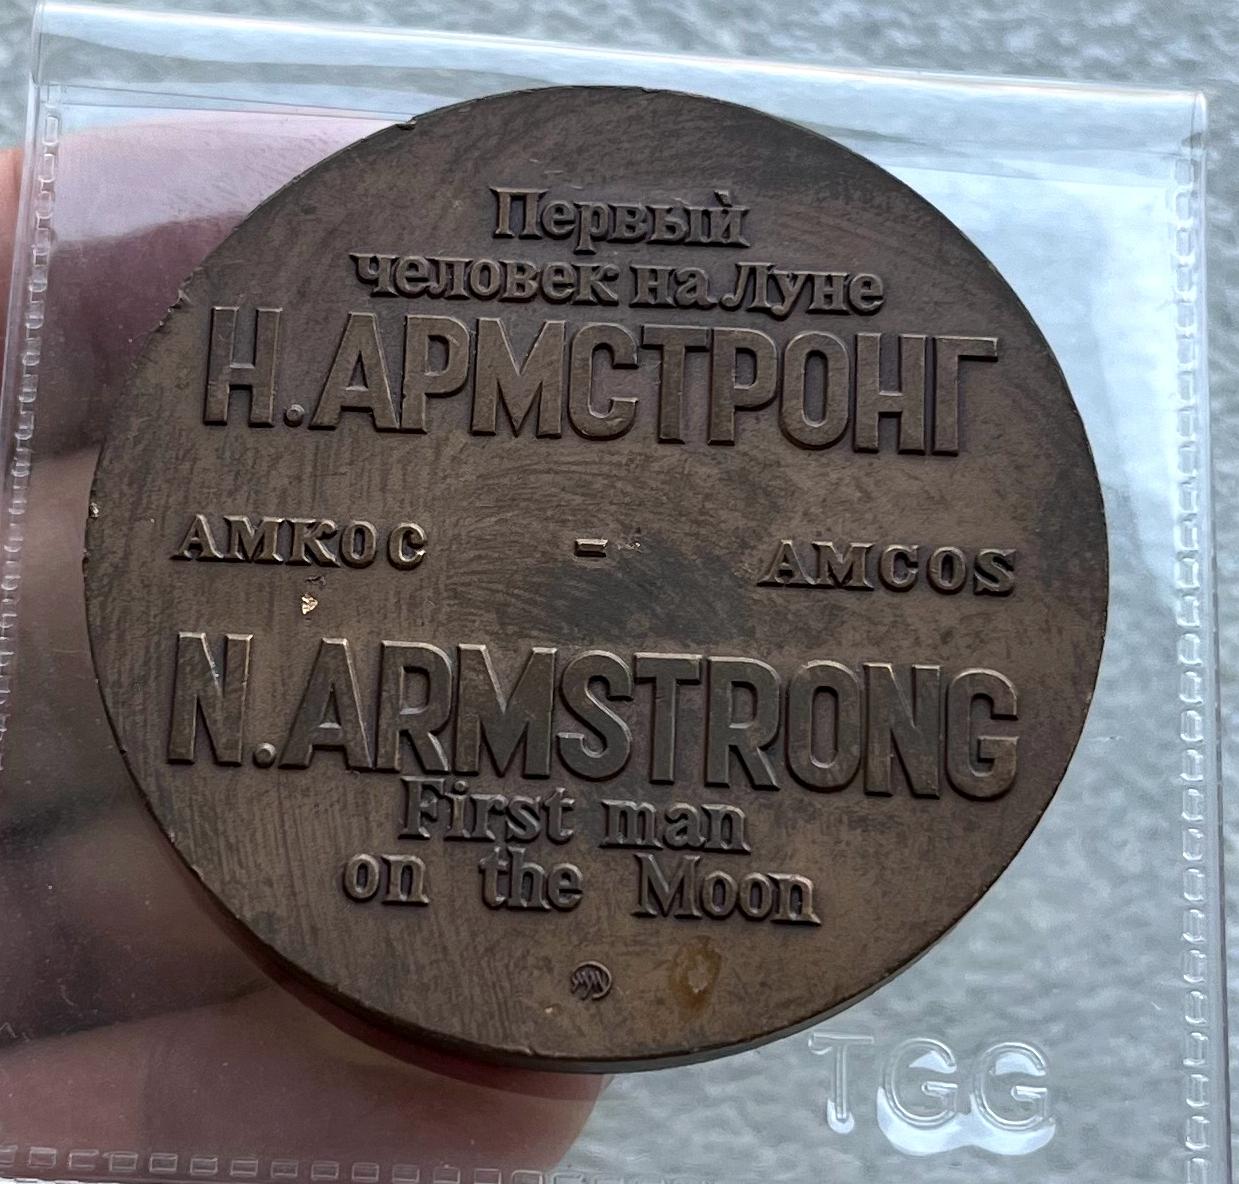 Первый
человек на Луне
Н.АРМСТРОНГ
АМКОС - AMCOS
N.ARMSTRONG
First man
on the Moon
TGG